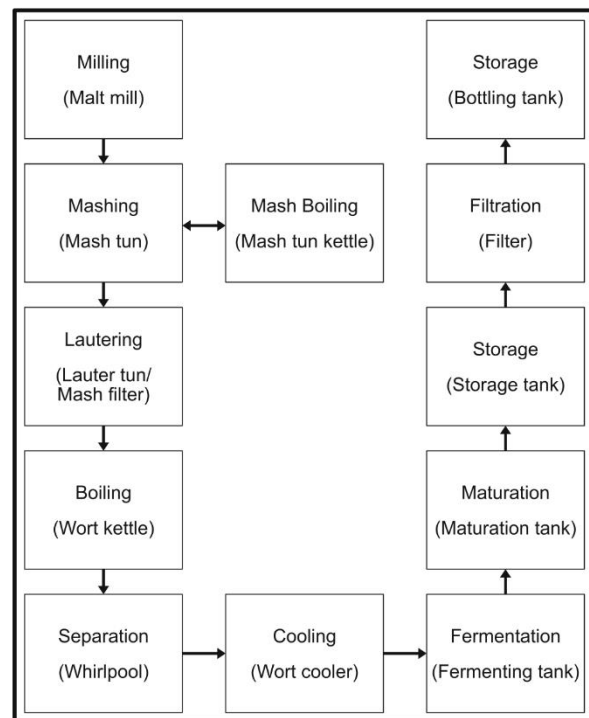 Milling
(Malt mill)
Mashing
(Mash tun)
Mash Boiling
(Mash tun kettle)
Lautering
(Lauter tun/
Mash filter)
Boiling
(Wort kettle)
Separation
(Whirlpool)
Cooling
(Wort cooler)
Fermentation
(Fermenting tank)
Maturation
(Maturation tank)
Storage
(Storage tank)
Filtration
(Filter)
Storage
(Bottling tank)